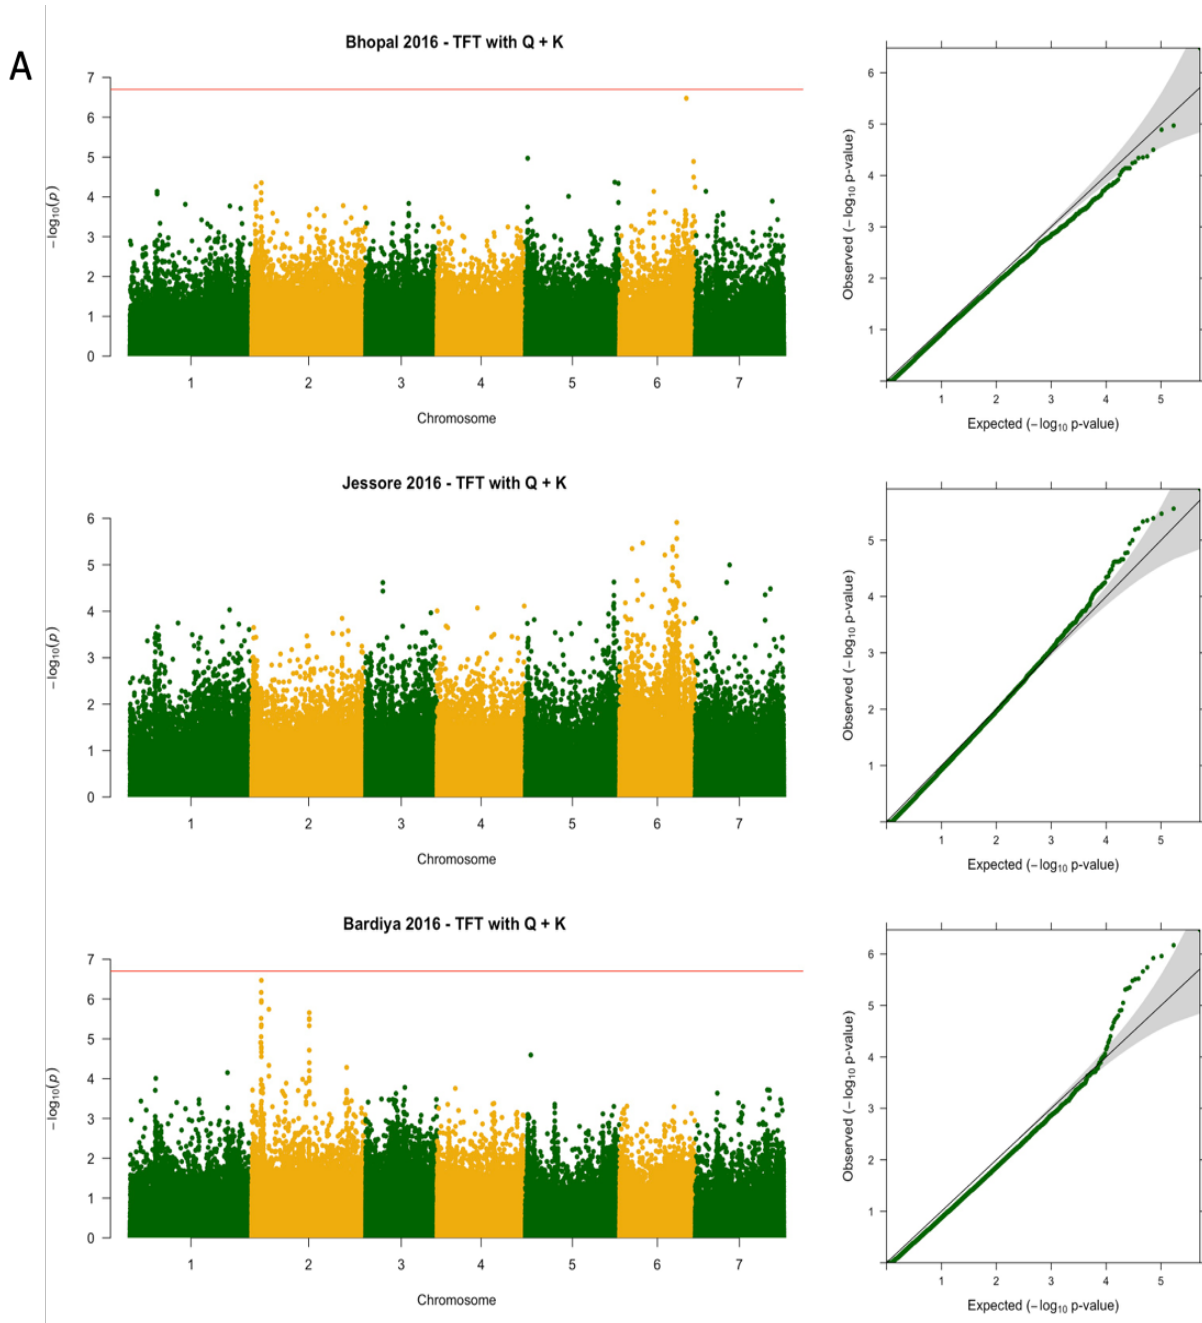 A
Bhopal 2016 - TFT with Q + K
7
6
5
4
3
2
1
0
−log10(p)
1 2 3 4 5 6 7
Chromosome
6
5
4
3
2
1
Observed (−log10 p-value)
1 2 3 4 5
Expected (−log10 p-value)
Jessore 2016 - TFT with Q + K
6
5
4
3
2
1
0
−log10(p)
1 2 3 4 5 6 7
Chromosome
5
4
3
2
1
Observed (−log10 p-value)
1 2 3 4 5
Expected (−log10 p-value)
Bardiya 2016 - TFT with Q + K
7
6
5
4
3
2
1
0
−log10(p)
1 2 3 4 5 6 7
Chromosome
6
5
4
3
2
1
Observed (−log10 p-value)
1 2 3 4 5
Expected (−log10 p-value)